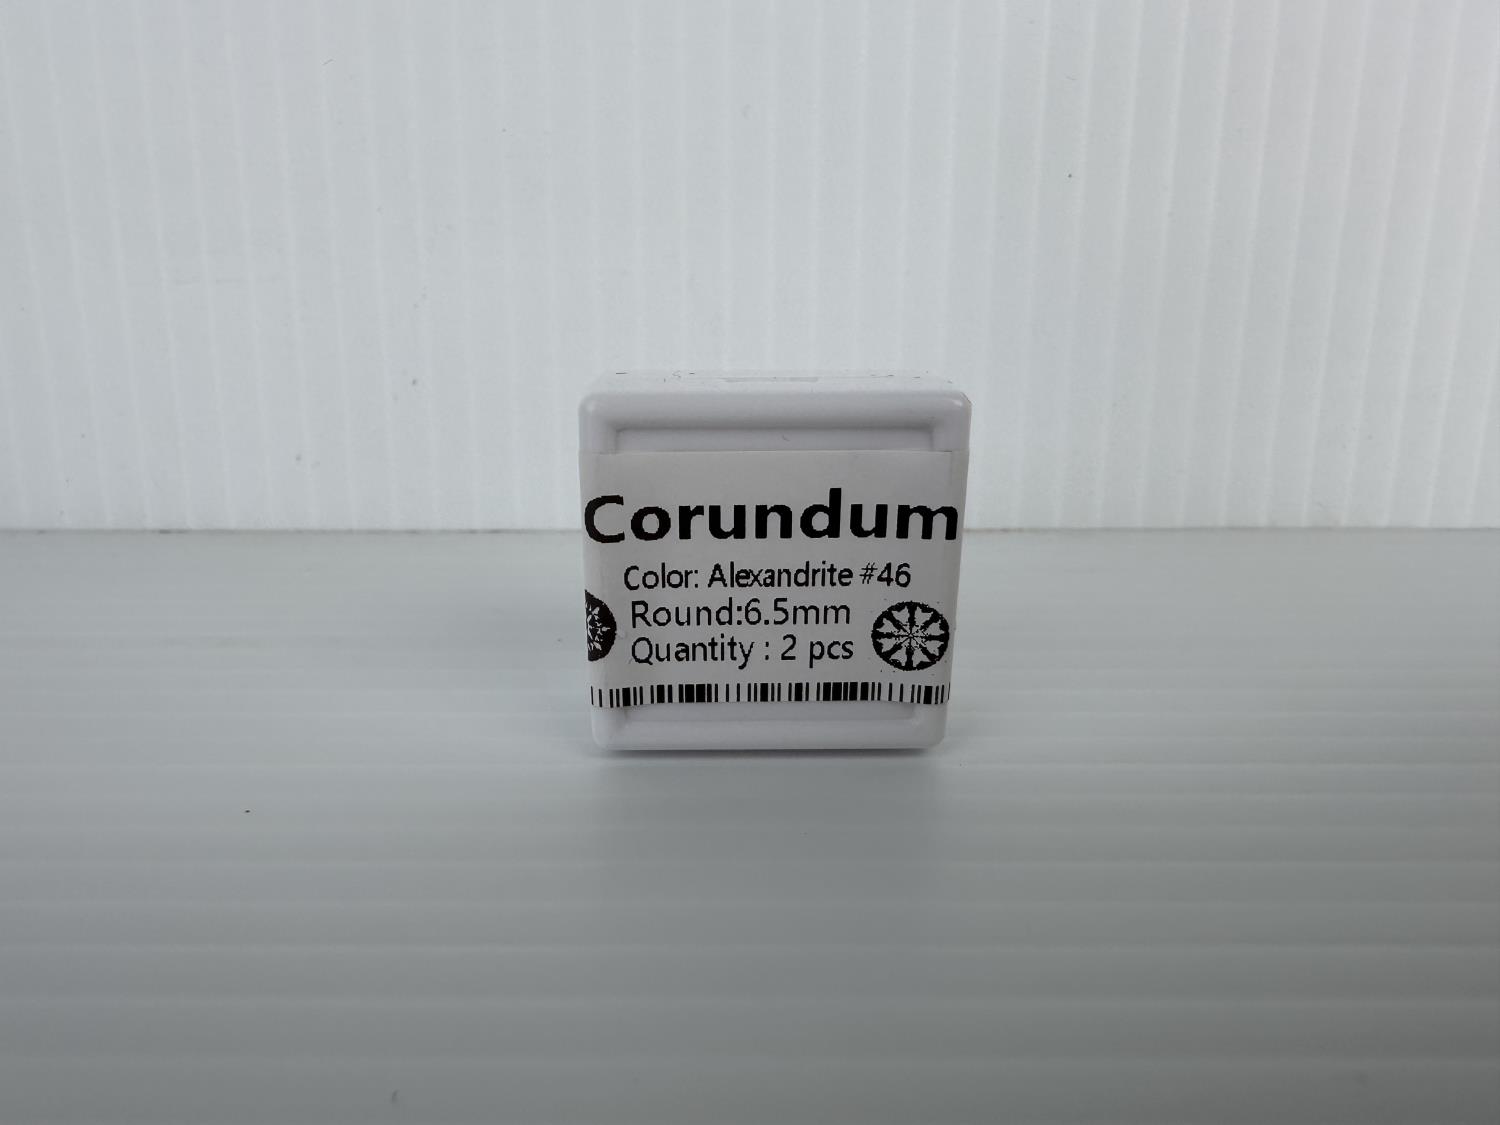 Corundum
Color: Alexandrite #46
Round:6.5mm
Quantity : 2 pcs